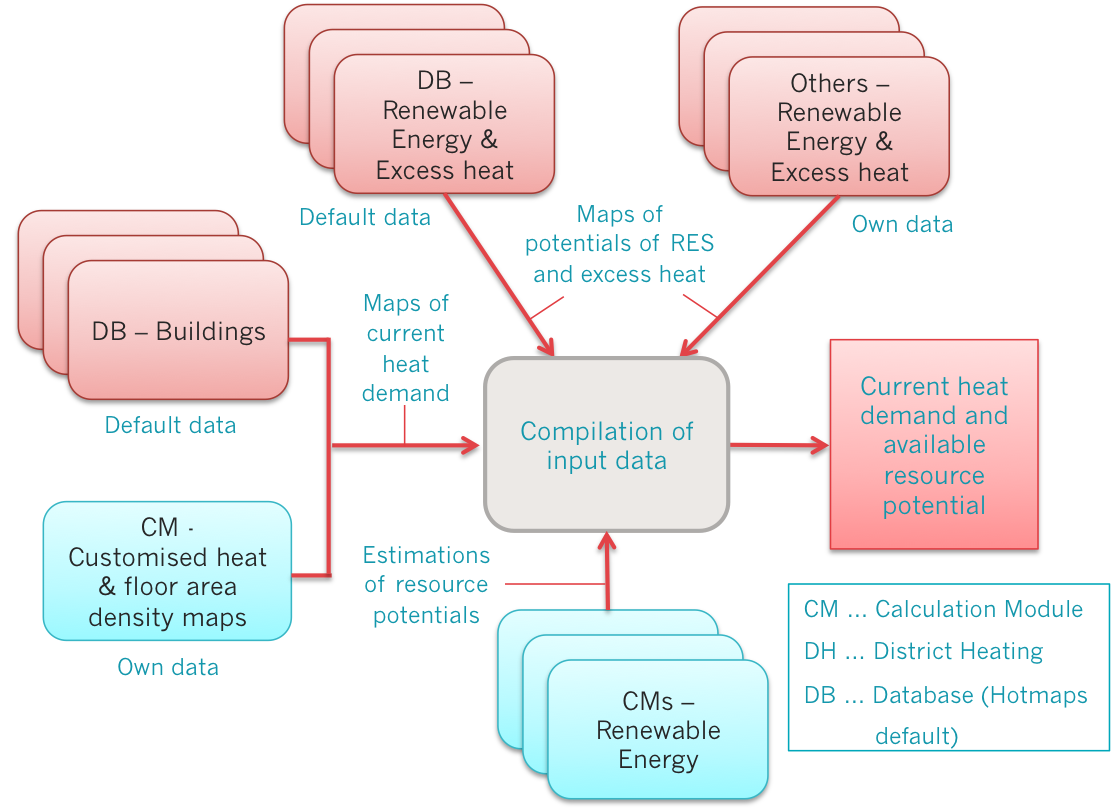 DB –
Renewable
Energy &
Excess heat
Others –
Renewable
Energy &
Excess heat
Default data
Maps of
potentials of RES
and excess heat
Own data
DB – Buildings
Default data
Maps of
current
heat
demand
Compilation of
input data
Current heat
demand and
available
resource
potential
CM -
Customised heat
& floor area
density maps
Own data
Estimations
of resource
potentials
CMs –
Renewable
Energy
CM ... Calculation Module
DH ... District Heating
DB ... Database (Hotmaps
default)